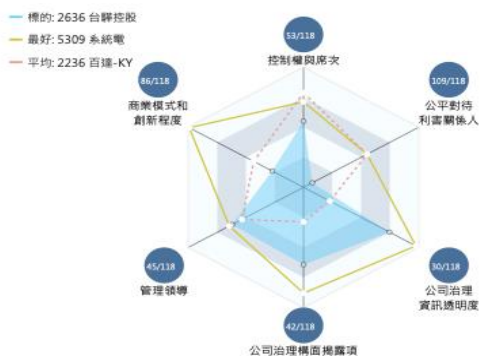 標的: 2636 台驊控股
最好: 5309 系統電
平均: 2236 百達-KY
53/118
控制權與席次
86/118
商業模式和
創新程度
109/118
公平對待
利害關係人
45/118
管理領導
30/118
公司治理
資訊透明度
42/118
公司治理構面揭露項